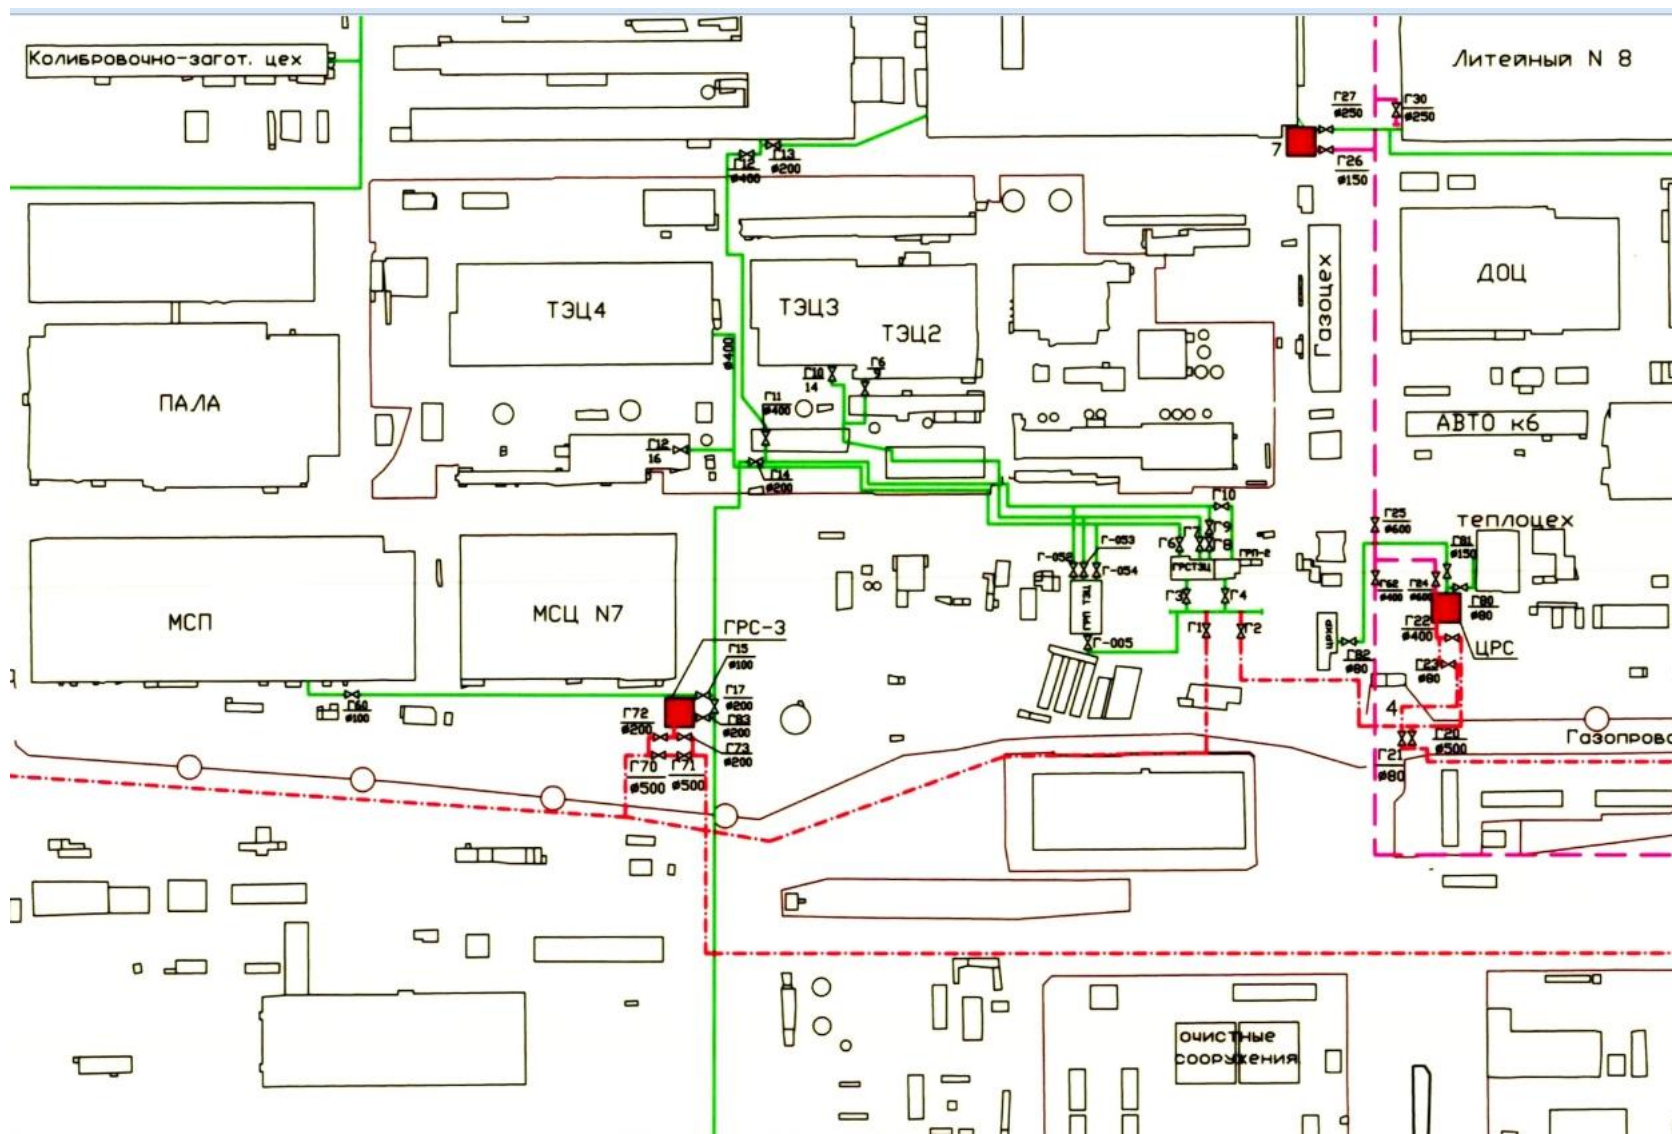 Колибровочно-загот. цех
Литейный N 8
Г27
ø250
Г30
ø250
7
Г26
ø150
Г12
ø400
Г13
ø200
ТЭЦ4
ТЭЦ3
ТЭЦ2
Газоцех
ДОЦ
ø400
Г10
14
Г6
9
Г11
ø400
ПАЛА
АВТО кб
В
Г12
16
Г14
ø200
Г10
Г9
Г7
Г8
Г6
Г25
ø600
теплоцех
Г81
ø150
Г-053
Г-052
Г-054
ГРП-2
ГРСТЭЦ
Г62
ø400
Г24
ø600
Г80
ø80
МСП
МСЦ N7
ГРС-3
Г3
Г4
Г1
Г2
Г-005
Г22
ø400
ЦРС
Г82
ø80
Г23
ø80
Г15
ø100
Г17
ø200
Г83
ø200
Г60
ø100
Г72
ø200
Г73
ø200
Г70
ø500
Г71
ø500
4
Г20
ø500
Газопрово
Г21
ø80
очистные
сооружения